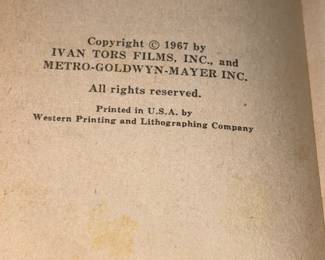 Copyright © 1967 by
IVAN TORS FILMS, INC., and
METRO-GOLDWYN-MAYER INC.
All rights reserved.
Printed in U.S.A. by
Western Printing and Lithographing Company